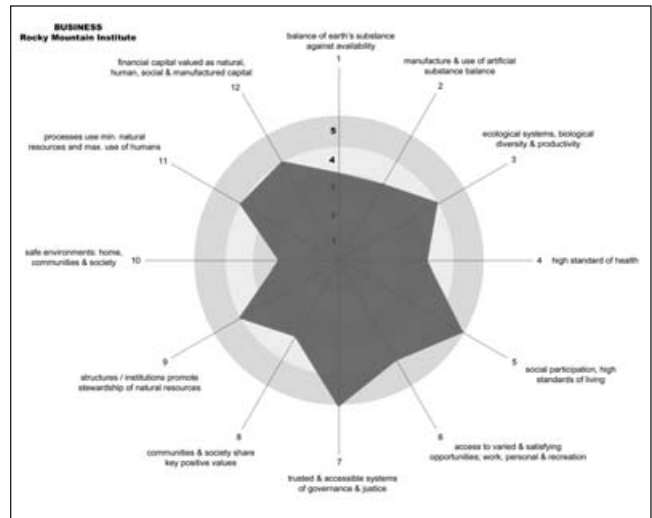 BUSINESS
Rocky Mountain Institute
balance of earth's substance
against availability
1
manufacture & use of artificial
substance balance
2
ecological systems, biological
diversity & productivity
3
4 high standard of health
5
social participation, high
standards of living
6
access to varied & satisfying
opportunities; work, personal & recreation
7
trusted & accessible systems
of governance & justice
8
communities & society share
key positive values
9
structures / institutions promote
stewardship of natural resources
safe environments: home,
communities & society
10
processes use min. natural
resources and max. use of humans
11
financial capital valued as natural,
human, social & manufactured capital
12
5
4
3
2
1